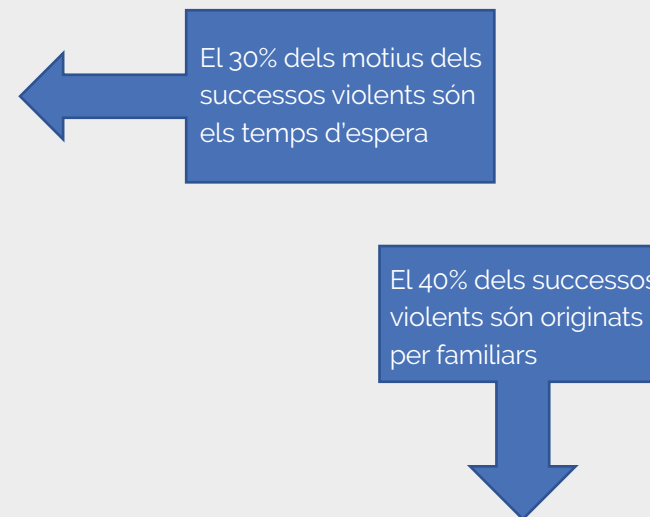 El 30% dels motius dels
successos violents són
els temps d'espera
El 40% dels successos
violents són originats
per familiars